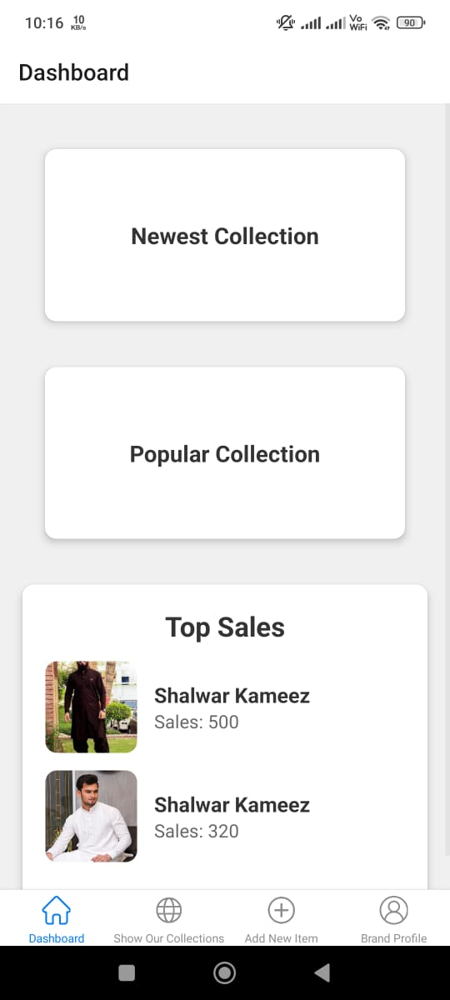 10:16 10 KB/s Vo WiFi 90
Dashboard
Newest Collection
Popular Collection
Top Sales
Shalwar Kameez
Sales: 500
Shalwar Kameez
Sales: 320
Dashboard Show Our Collections Add New Item Brand Profile